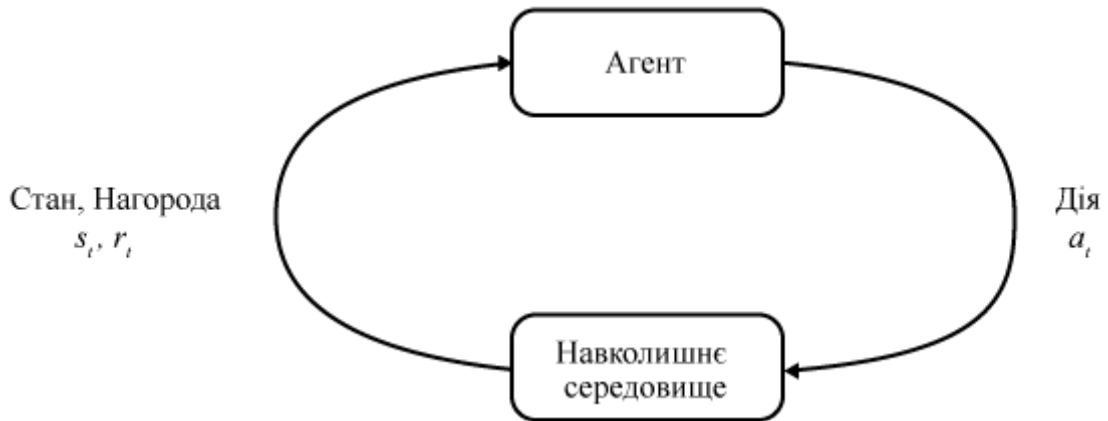 Агент
Стан, Нагорода
s_t, r_t
Дія
a_t
Навколишнє
середовище